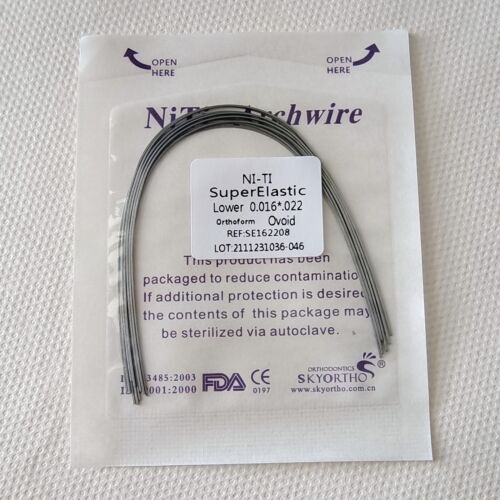 OPEN HERE
OPEN HERE
Archwire
NI-TI
SuperElastic
Lower 0.016*.022
Orthoform Ovoid
REF:SE162208
LOT:2111231036-046
This product has been
packaged to reduce contamination
If additional protection is desired
the contents of this package may
be sterilized via autoclave.
3485:2003
9001:2000
FDA CE 0197
ORTHODONTICS
SKYORTHO ®
www.skyortho.com.cn